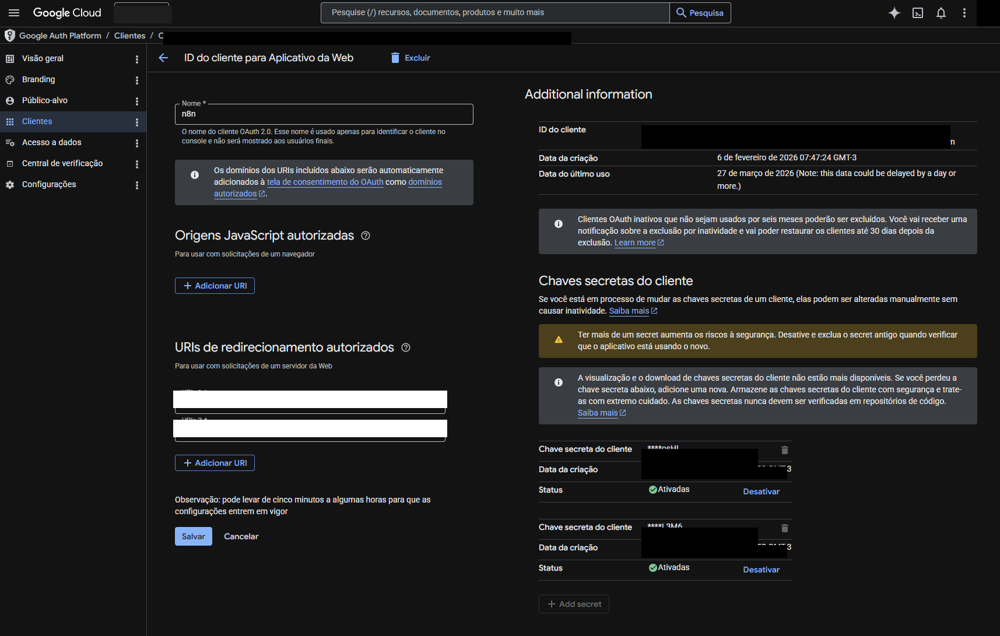 Google Cloud
Pesquise (/) recursos, documentos, produtos e muito mais
Pesquisa
Google Auth Platform / Clientes /
Visão geral
Branding
Público-alvo
Clientes
Acesso a dados
Central de verificação
Configurações
ID do cliente para Aplicativo da Web
Excluir
Nome *
n8n
O nome do cliente OAuth 2.0. Esse nome é usado apenas para identificar o cliente no
console e não será mostrado aos usuários finais.
Os domínios dos URIs incluídos abaixo serão automaticamente
adicionados à tela de consentimento do OAuth como domínios
autorizados.
Origens JavaScript autorizadas
Para usar com solicitações de um navegador
Adicionar URI
URIs de redirecionamento autorizados
Para usar com solicitações de um servidor da Web
Adicionar URI
Observação: pode levar de cinco minutos a algumas horas para que as
configurações entrem em vigor
Salvar
Cancelar
Additional information
ID do cliente
Data da criação
6 de fevereiro de 2026 07:47:24 GMT-3
Data do último uso
27 de março de 2026 (Note: this data could be delayed by a day or
more.)
Clientes OAuth inativos que não sejam usados por seis meses poderão ser excluídos. Você vai receber uma
notificação sobre a exclusão por inatividade e vai poder restaurar os clientes até 30 dias depois da
exclusão. Learn more
Chaves secretas do cliente
Se você está em processo de mudar as chaves secretas de um cliente, elas podem ser alteradas manualmente sem
causar inatividade. Saiba mais
Ter mais de um secret aumenta os riscos à segurança. Desative e exclua o secret antigo quando verificar
que o aplicativo está usando o novo.
A visualização e o download de chaves secretas do cliente não estão mais disponíveis. Se você perdeu a
chave secreta abaixo, adicione uma nova. Armazene as chaves secretas do cliente com segurança e trate-
as com extremo cuidado. As chaves secretas nunca devem ser verificadas em repositórios de código.
Saiba mais
Chave secreta do cliente
Data da criação
Status
Ativadas
Desativar
Chave secreta do cliente
Data da criação
Status
Ativadas
Desativar
Add secret